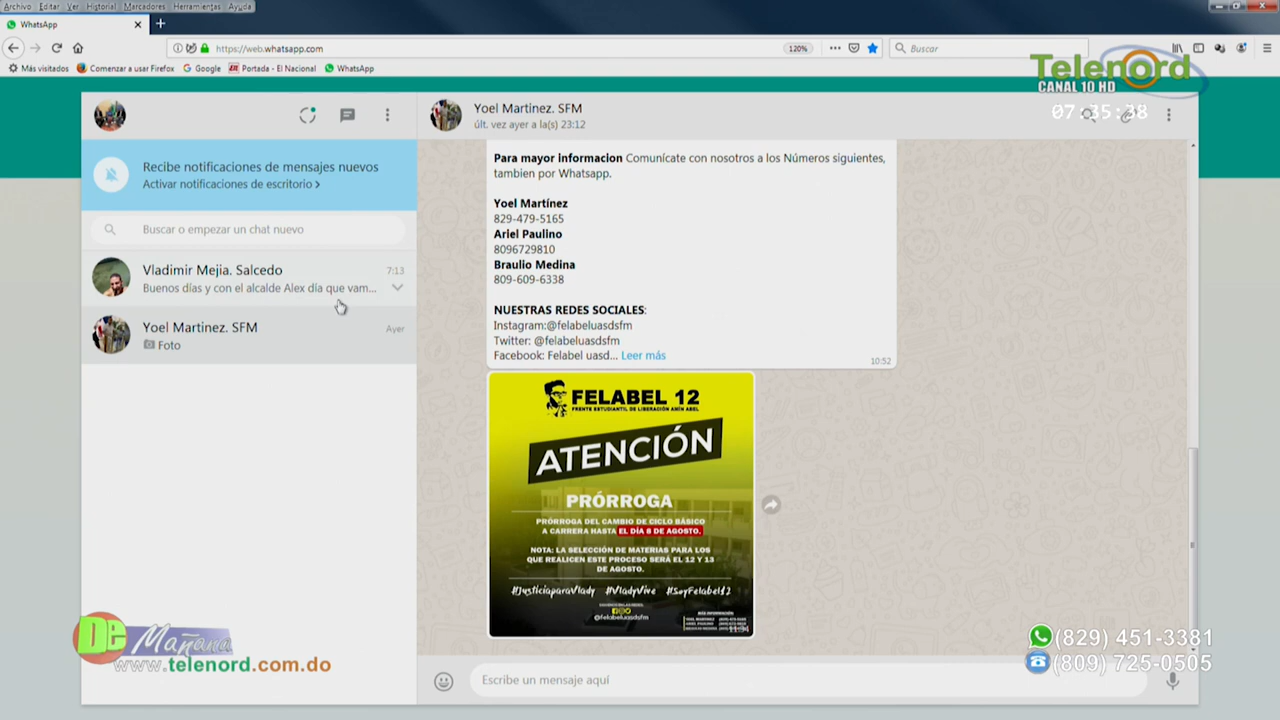 Archivo Editar Ver Historial Marcadores Herramientas Ayuda
WhatsApp
https://web.whatsapp.com
120%
Buscar
Más visitados Comenzar a usar Firefox Google Portada - El Nacional WhatsApp
Telenord
CANAL 10 HD
07:35:38
Yoel Martinez. SFM
últ. vez ayer a la(s) 23:12
Recibe notificaciones de mensajes nuevos
Activar notificaciones de escritorio >
Buscar o empezar un chat nuevo
Vladimir Mejia. Salcedo
7:13
Buenos días y con el alcalde Alex día que vam...
Yoel Martinez. SFM
Ayer
Foto
Para mayor informacion Comunícate con nosotros a los Números siguientes,
tambien por Whatsapp.
Yoel Martínez
829-479-5165
Ariel Paulino
8096729810
Braulio Medina
809-609-6338
NUESTRAS REDES SOCIALES:
Instagram:@felabeluasdsfm
Twitter: @felabeluasdsfm
Facebook: Felabel uasd... Leer más
10:52
FELABEL 12
FRENTE ESTUDIANTIL DE LIBERACIÓN AMÍN ABEL
ATENCIÓN
PRÓRROGA
PRÓRROGA DEL CAMBIO DE CICLO BÁSICO
A CARRERA HASTA EL DÍA 8 DE AGOSTO.
NOTA: LA SELECCIÓN DE MATERIAS PARA LOS
QUE REALICEN ESTE PROCESO SERÁ EL 12 Y 13
DE AGOSTO.
#JusticiaparaVlady #VladyVive #SoyFelabel12
@felabeluasdsfm
MÁS INFORMACIÓN
11:34
Escribe un mensaje aquí
De Mañana
www.telenord.com.do
(829) 451-3381
(809) 725-0505